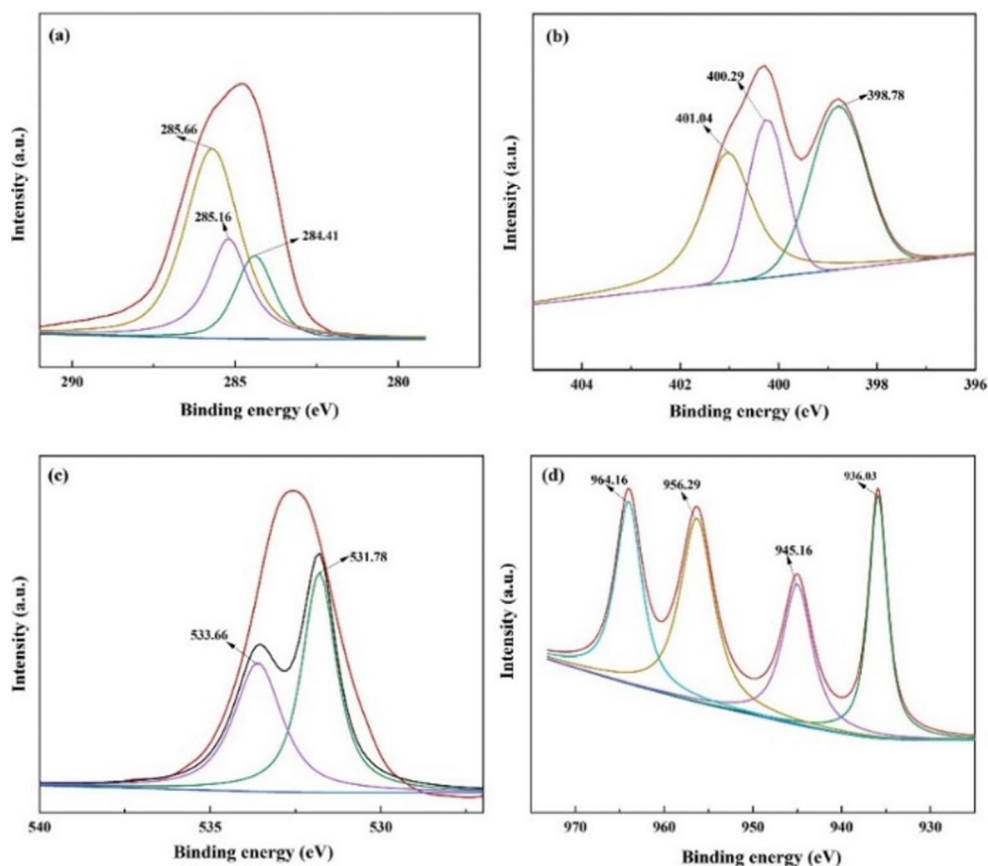 (a)
285.66
285.16
284.41
Intensity (a.u.)
290
285
280
Binding energy (eV)
(b)
400.29
401.04
398.78
Intensity (a.u.)
404
402
400
398
396
Binding energy (eV)
(c)
531.78
533.66
Intensity (a.u.)
540
535
530
Binding energy (eV)
(d)
964.16
956.29
945.16
936.03
Intensity (a.u.)
970
960
950
940
930
Binding energy (eV)